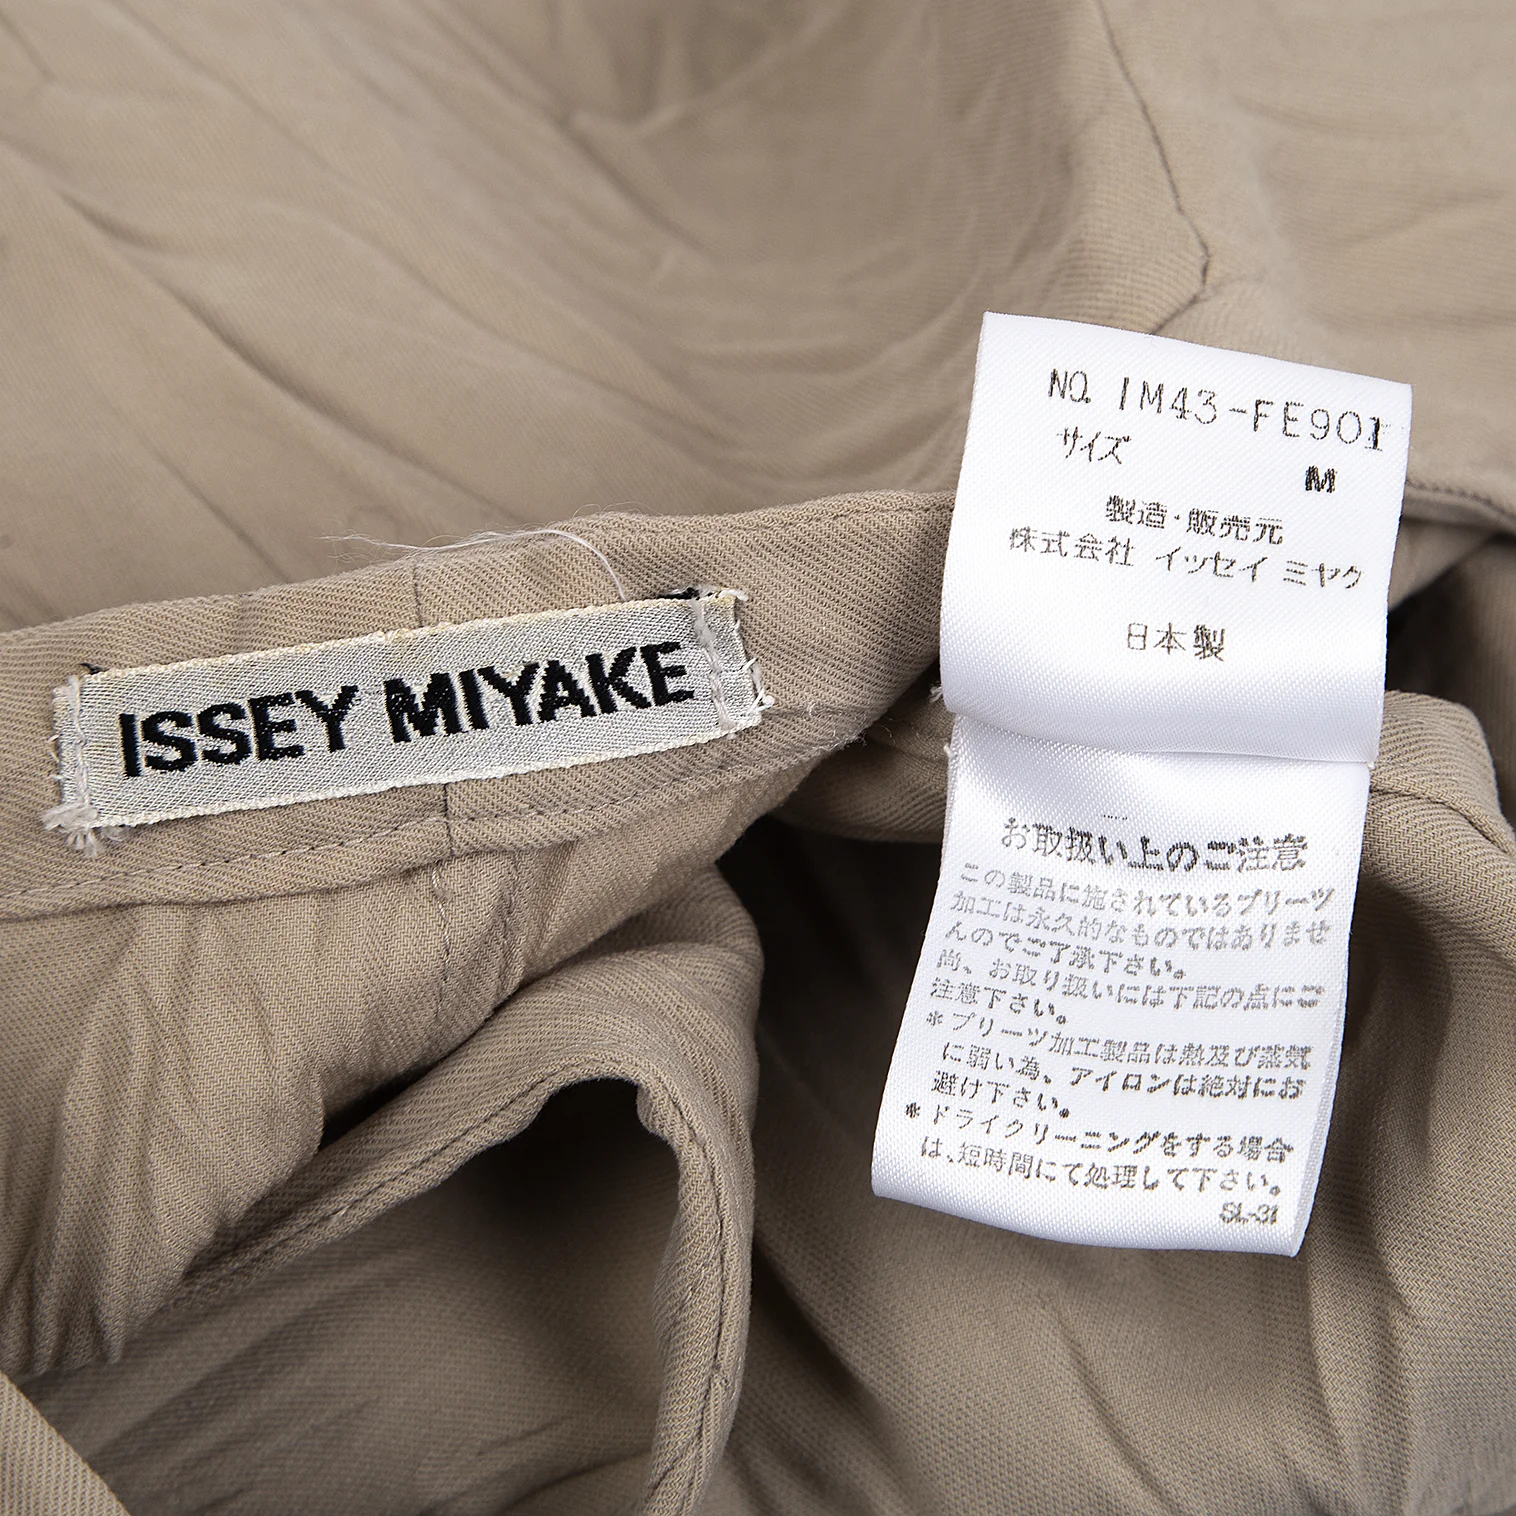 ISSEY MIYAKE
NO. IM43-FE901
サイズ M
製造・販売元
株式会社 イッセイ ミヤケ
日本製
お取扱い上のご注意
この製品に施されているプリーツ
加工は永久的なものではありませ
んのでご了承下さい。
尚、お取り扱いには下記の点にご
注意下さい。
*プリーツ加工製品は熱及び蒸気
に弱い為、アイロンは絶対にお
避け下さい。
*ドライクリーニングをする場合
は、短時間にて処理して下さい。
SL-31